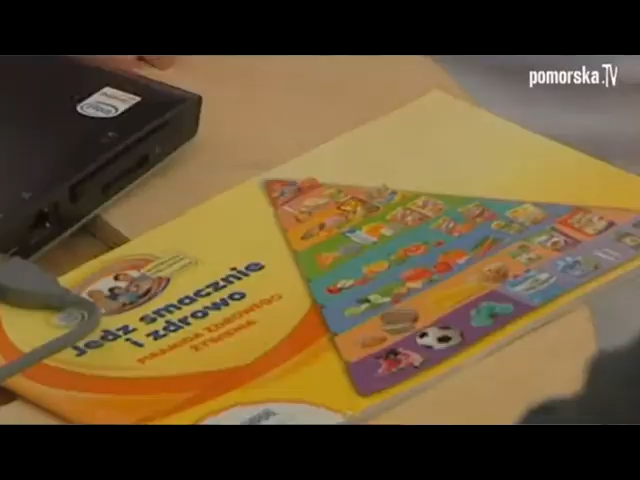 pomorska.TV
Jedz smacznie
i zdrowo
PIRAMIDA ZDROWEGO
ŻYWIENIA